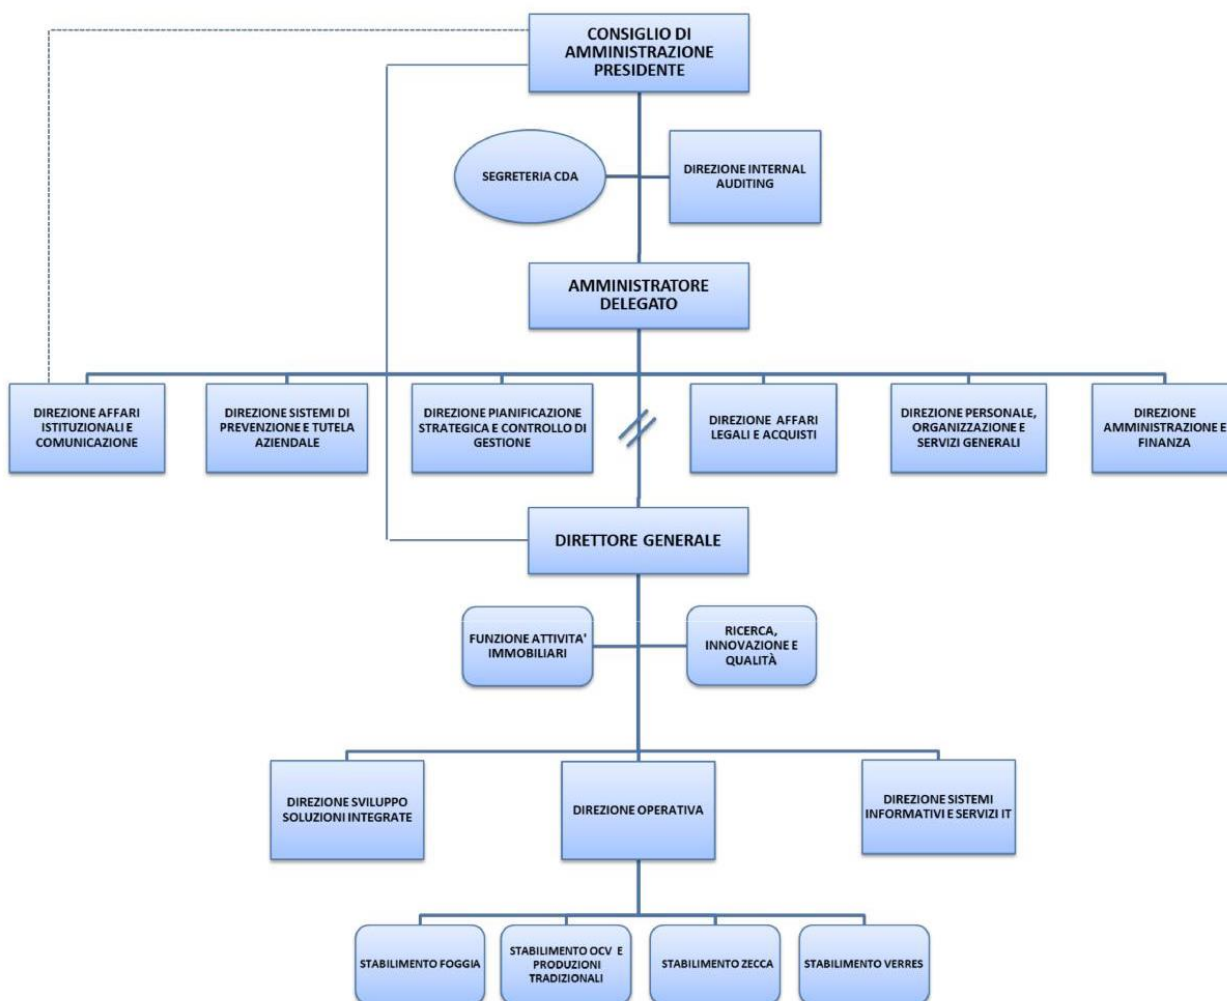 CONSIGLIO DI
AMMINISTRAZIONE
PRESIDENTE
SEGRETERIA CDA
DIREZIONE INTERNAL
AUDITING
AMMINISTRATORE
DELEGATO
DIREZIONE AFFARI
ISTITUZIONALI E
COMUNICAZIONE
DIREZIONE SISTEMI DI
PREVENZIONE E TUTELA
AZIENDALE
DIREZIONE PIANIFICAZIONE
STRATEGICA E CONTROLLO DI
GESTIONE
DIREZIONE AFFARI
LEGALI E ACQUISTI
DIREZIONE PERSONALE,
ORGANIZZAZIONE E
SERVIZI GENERALI
DIREZIONE
AMMINISTRAZIONE E
FINANZA
DIRETTORE GENERALE
FUNZIONE ATTIVITA'
IMMOBILIARI
RICERCA,
INNOVAZIONE E
QUALITÀ
DIREZIONE SVILUPPO
SOLUZIONI INTEGRATE
DIREZIONE OPERATIVA
DIREZIONE SISTEMI
INFORMATIVI E SERVIZI IT
STABILIMENTO FOGGIA
STABILIMENTO OCV E
PRODUZIONI
TRADIZIONALI
STABILIMENTO ZECCA
STABILIMENTO VERRES